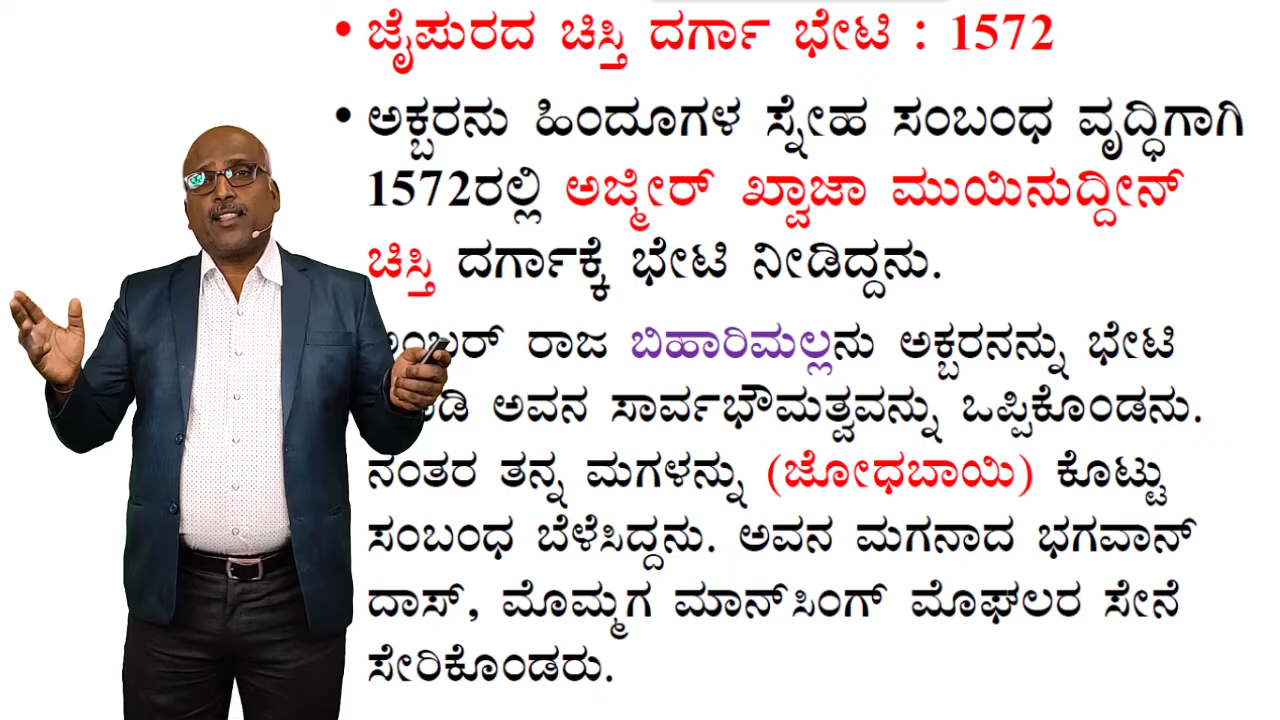 • ಜೈಪುರದ ಚಿಸ್ತಿ ದರ್ಗಾ ಭೇಟಿ : 1572
• ಅಕ್ಬರನು ಹಿಂದೂಗಳ ಸ್ನೇಹ ಸಂಬಂಧ ವೃದ್ಧಿಗಾಗಿ
1572ರಲ್ಲಿ ಅಜ್ಮೀರ್ ಖ್ವಾಜಾ ಮುಯಿನುದ್ದೀನ್
ಚಿಸ್ತಿ ದರ್ಗಾಕ್ಕೆ ಭೇಟಿ ನೀಡಿದ್ದನು.
ರಾಜ ಬಿಹಾರಿಮಲ್ಲನು ಅಕ್ಬರನನ್ನು ಭೇಟಿ
ಅವನ ಸಾರ್ವಭೌಮತ್ವವನ್ನು ಒಪ್ಪಿಕೊಂಡನು.
ನಂತರ ತನ್ನ ಮಗಳನ್ನು (ಜೋಧಬಾಯಿ) ಕೊಟ್ಟು
ಸಂಬಂಧ ಬೆಳೆಸಿದ್ದನು. ಅವನ ಮಗನಾದ ಭಗವಾನ್
ದಾಸ್, ಮೊಮ್ಮಗ ಮಾನ್‌ಸಿಂಗ್ ಮೊಘಲರ ಸೇನೆ
ಸೇರಿಕೊಂಡರು.